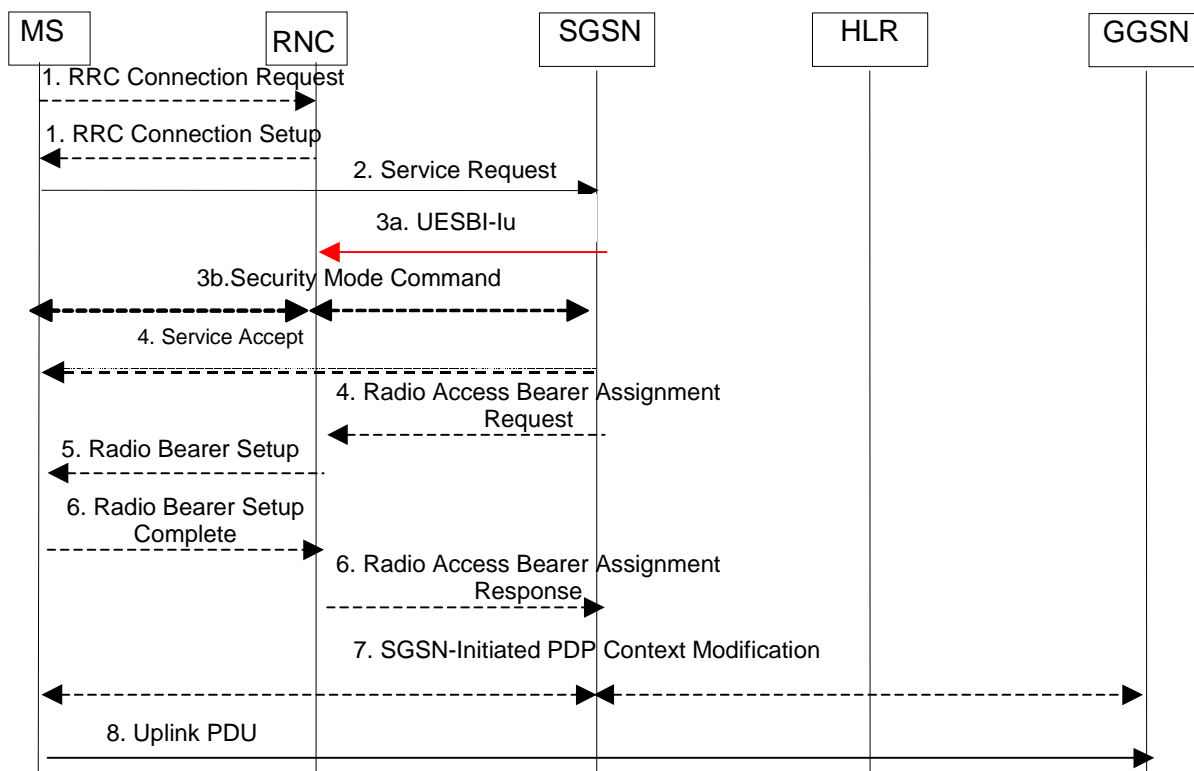 MS
RNC
SGSN
HLR
GGSN
1. RRC Connection Request
1. RRC Connection Setup
2. Service Request
3a. UESBI-Iu
3b.Security Mode Command
4. Service Accept
4. Radio Access Bearer Assignment
Request
5. Radio Bearer Setup
6. Radio Bearer Setup
Complete
6. Radio Access Bearer Assignment
Response
7. SGSN-Initiated PDP Context Modification
8. Uplink PDU